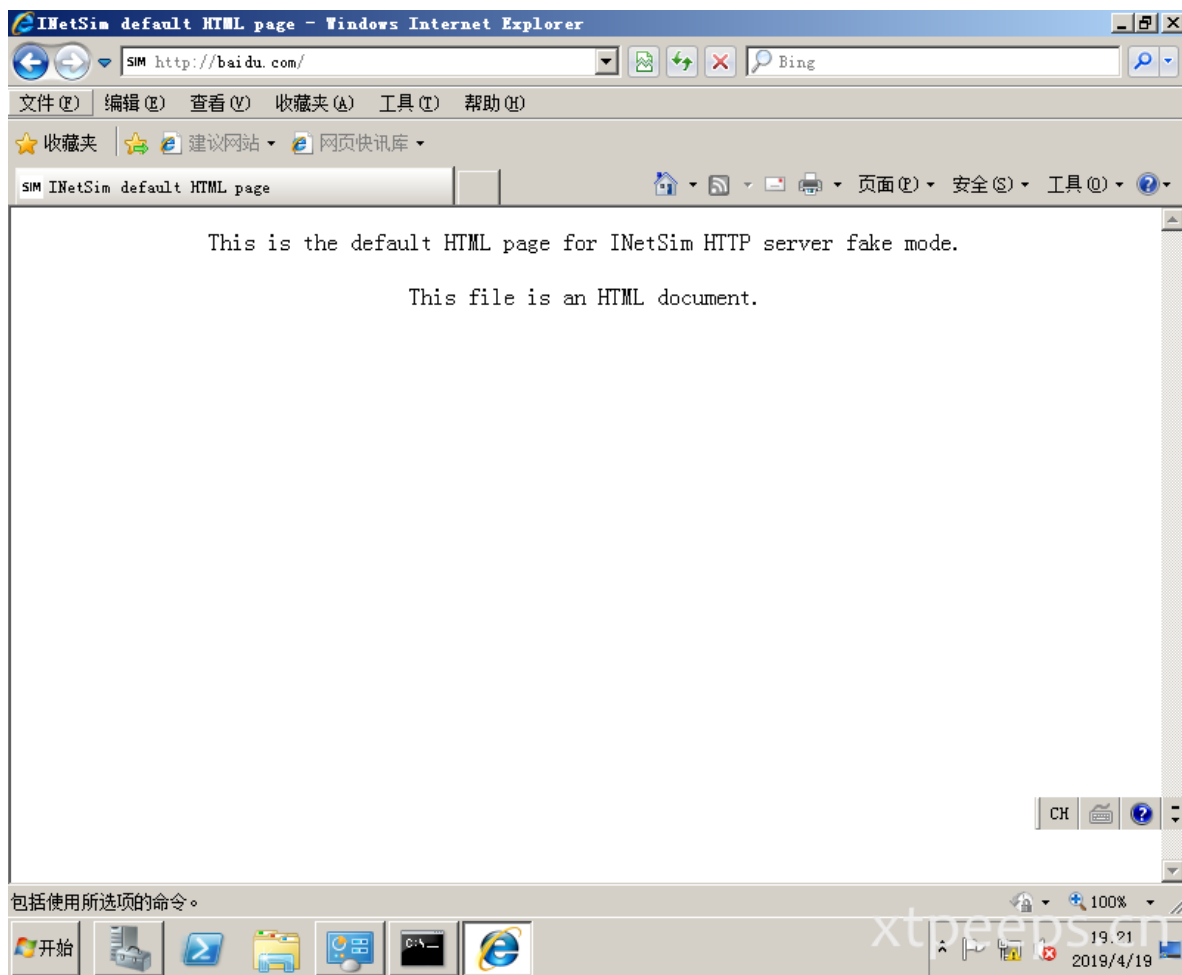 INetSim default HTML page - Windows Internet Explorer
SIM http://baidu.com/ Bing
文件(F) 编辑(E) 查看(V) 收藏夹(A) 工具(T) 帮助(H)
收藏夹 建议网站 网页快讯库
SIM INetSim default HTML page 页面(P) 安全(S) 工具(O)
This is the default HTML page for INetSim HTTP server fake mode.
This file is an HTML document.
CH
包括使用所选项的命令。 100%
xtpeeps.cn
开始 C:\_ 19:21
2019/4/19